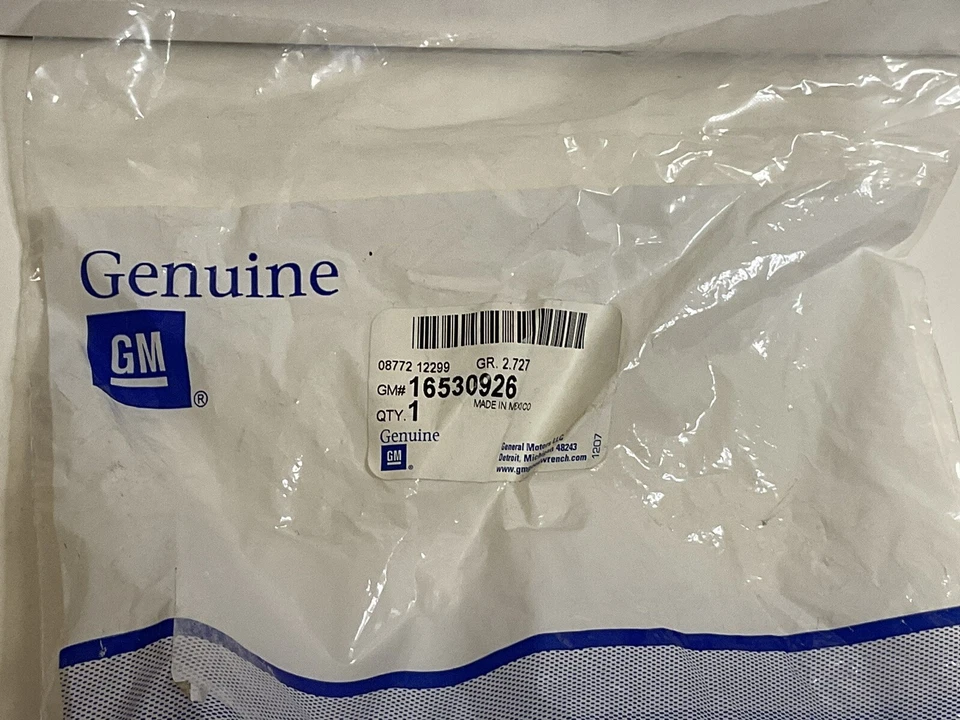 Genuine
GM
®
08772 12299 GR. 2.727
GM# 16530926
MADE IN MEXICO
QTY. 1
Genuine
GM
®
General Motors LLC
Detroit, 48243
www.
1207